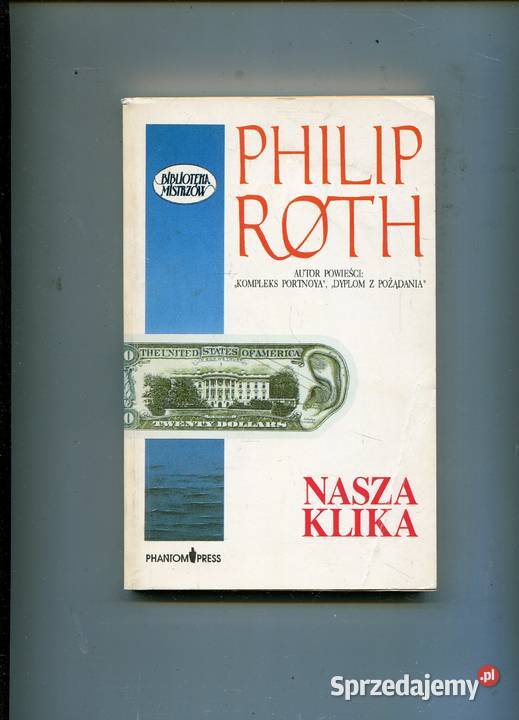 BIBLIOTEKA
MISTRZÓW
PHILIP
ROTH
AUTOR POWIEŚCI:
„KOMPLEKS PORTNOYA", „DYPLOM Z POŻĄDANIA"
THE UNITED STATES OF AMERICA
TWENTY DOLLARS
NASZA
KLIKA
PHANTOM PRESS
Sprzedajemy.pl